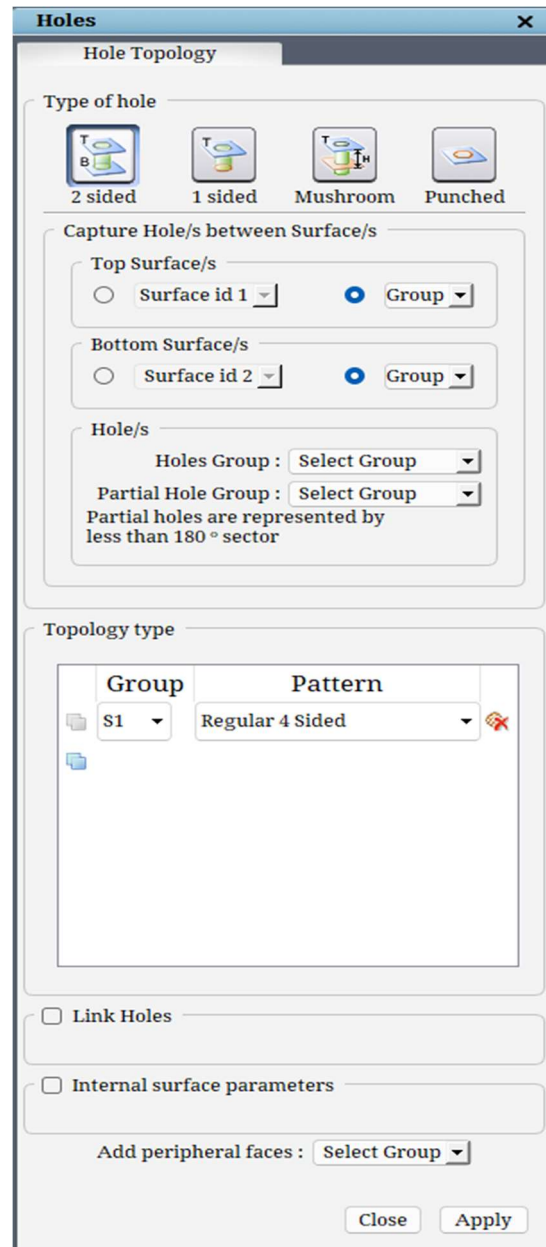 Holes
Hole Topology
Type of hole
T B T T H
2 sided 1 sided Mushroom Punched
Capture Hole/s between Surface/s
Top Surface/s
Surface id 1 Group
Bottom Surface/s
Surface id 2 Group
Hole/s
Holes Group : Select Group
Partial Hole Group : Select Group
Partial holes are represented by
less than 180 º sector
Topology type
Group Pattern
S1 Regular 4 Sided
Link Holes
Internal surface parameters
Add peripheral faces : Select Group
Close Apply